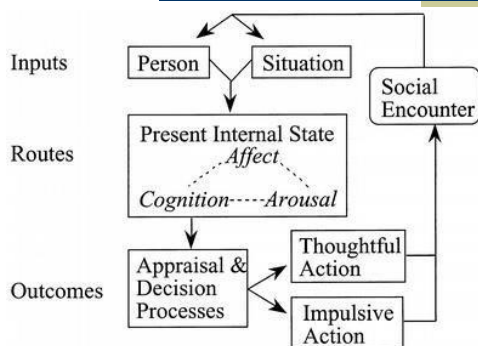 Inputs
Person
Situation
Social
Encounter
Routes
Present Internal State
Affect
Cognition
Arousal
Outcomes
Appraisal &
Decision
Processes
Thoughtful
Action
Impulsive
Action